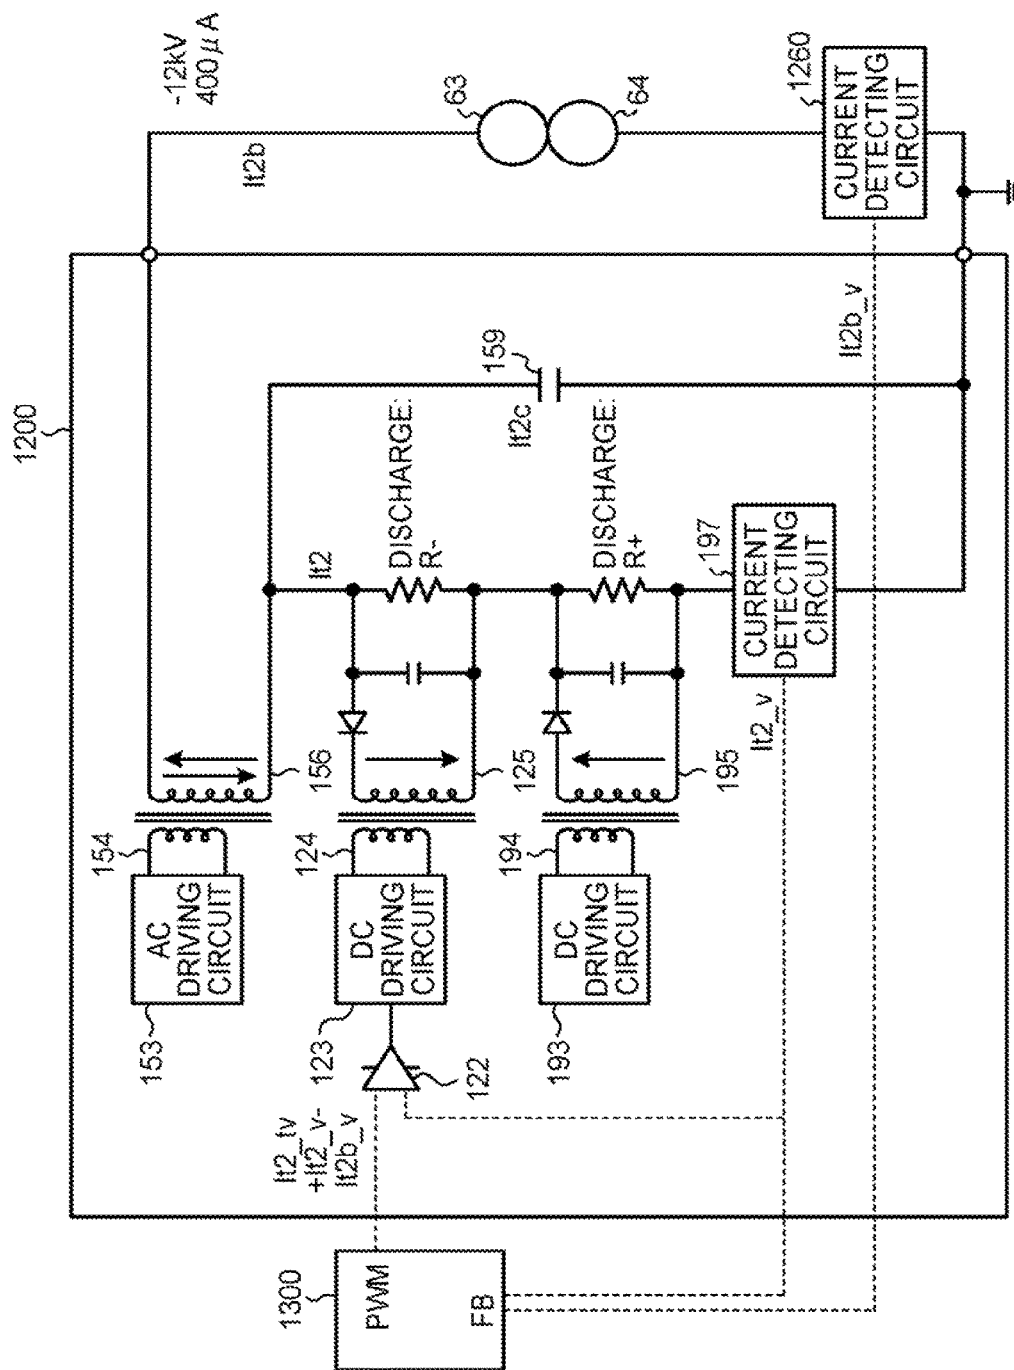 1200
-12kV
400μA
It2b
63
64
1260
CURRENT
DETECTING
CIRCUIT
It2b_v
159
It2c
DISCHARGE:
R-
DISCHARGE:
R+
It2
197
CURRENT
DETECTING
CIRCUIT
It2_v
154
156
AC
DRIVING
CIRCUIT
153
124
125
DC
DRIVING
CIRCUIT
123
194
195
DC
DRIVING
CIRCUIT
193
122
It2_tv
+It2_v-
It2b_v
1300
PWM
FB